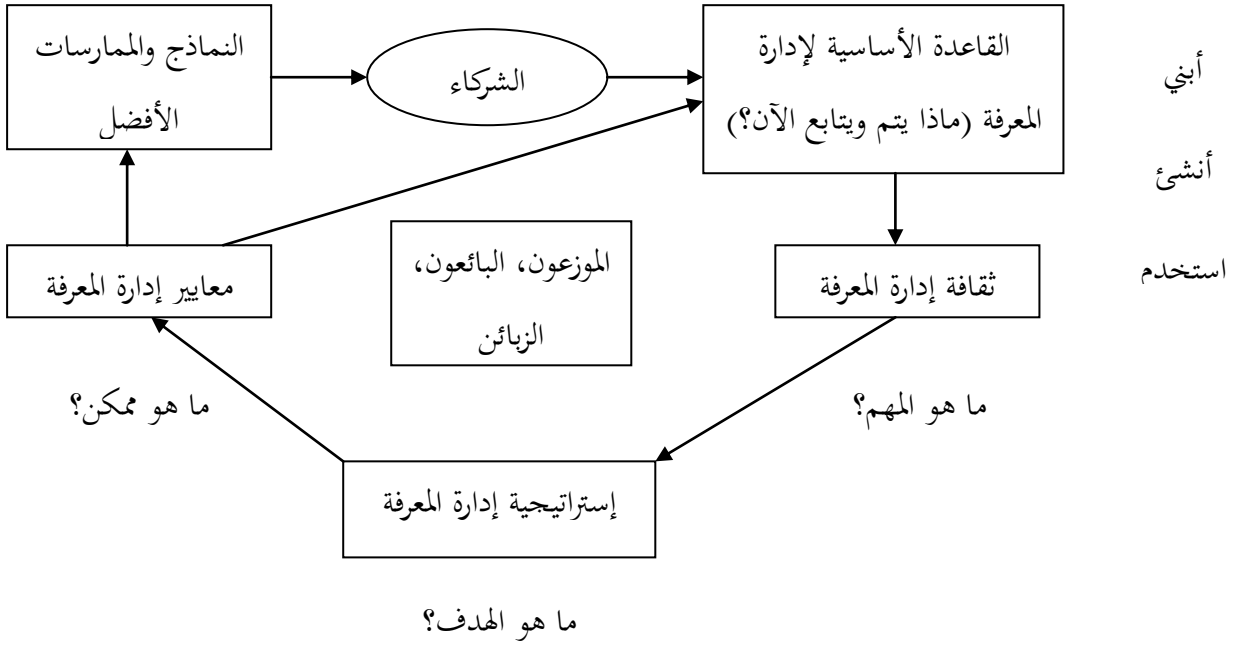 القاعدة الأساسية لإدارة
المعرفة (ماذا يتم ويتابع الآن؟)
الشركاء
النماذج والممارسات
الأفضل
أبني
أنشئ
استخدم
ثقافة إدارة المعرفة
الموزعون، البائعون،
الزبائن
معايير إدارة المعرفة
ما هو المهم؟
ما هو ممكن؟
إستراتيجية إدارة المعرفة
ما هو الهدف؟